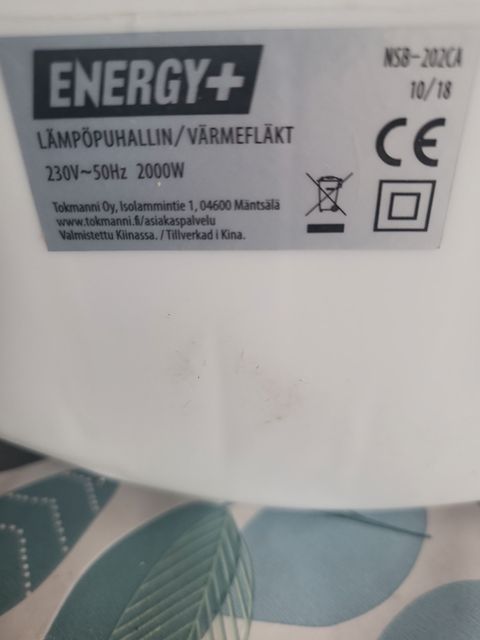 ENERGY+
NSB-202CA
10/18
LÄMPÖPUHALLIN/VÄRMEFLÄKT
CE
230V~50Hz 2000W
Tokmanni Oy, Isolammintie 1, 04600 Mäntsälä
www.tokmanni.fi/asiakaspalvelu
Valmistettu Kiinassa. / Tillverkad i Kina.